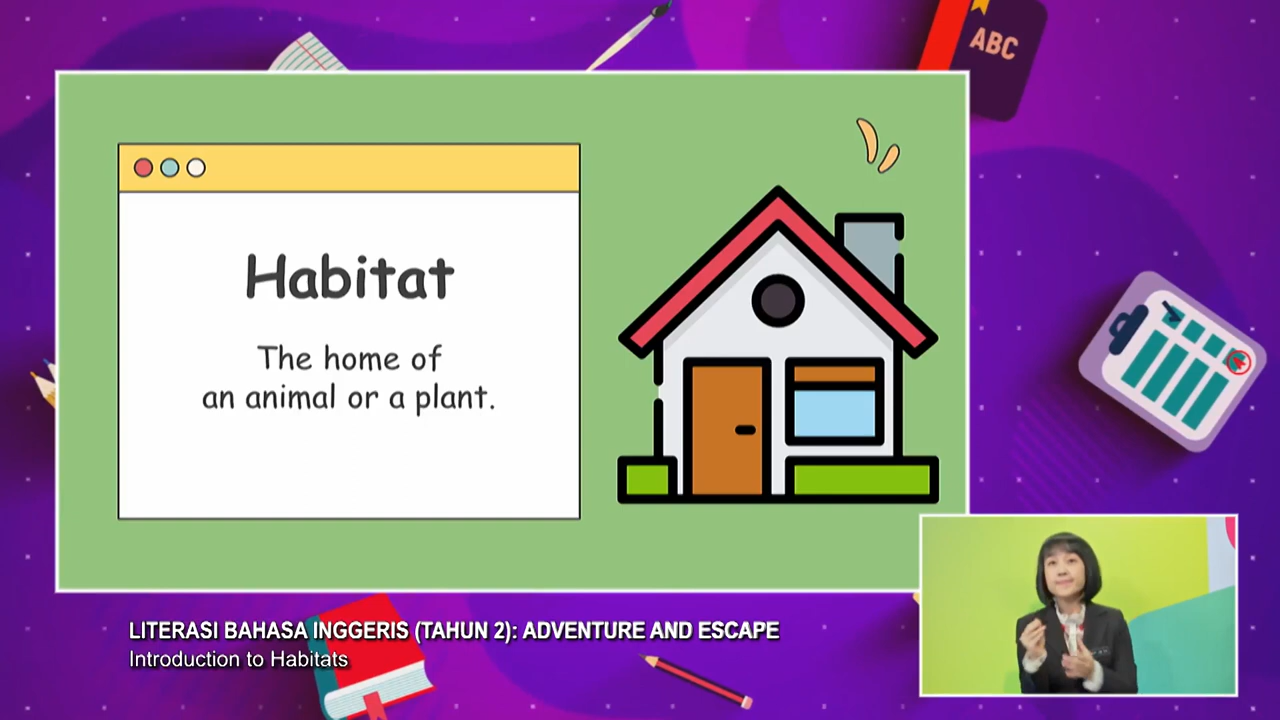 ABC
Habitat
The home of
an animal or a plant.
LITERASI BAHASA INGGERIS (TAHUN 2): ADVENTURE AND ESCAPE
Introduction to Habitats